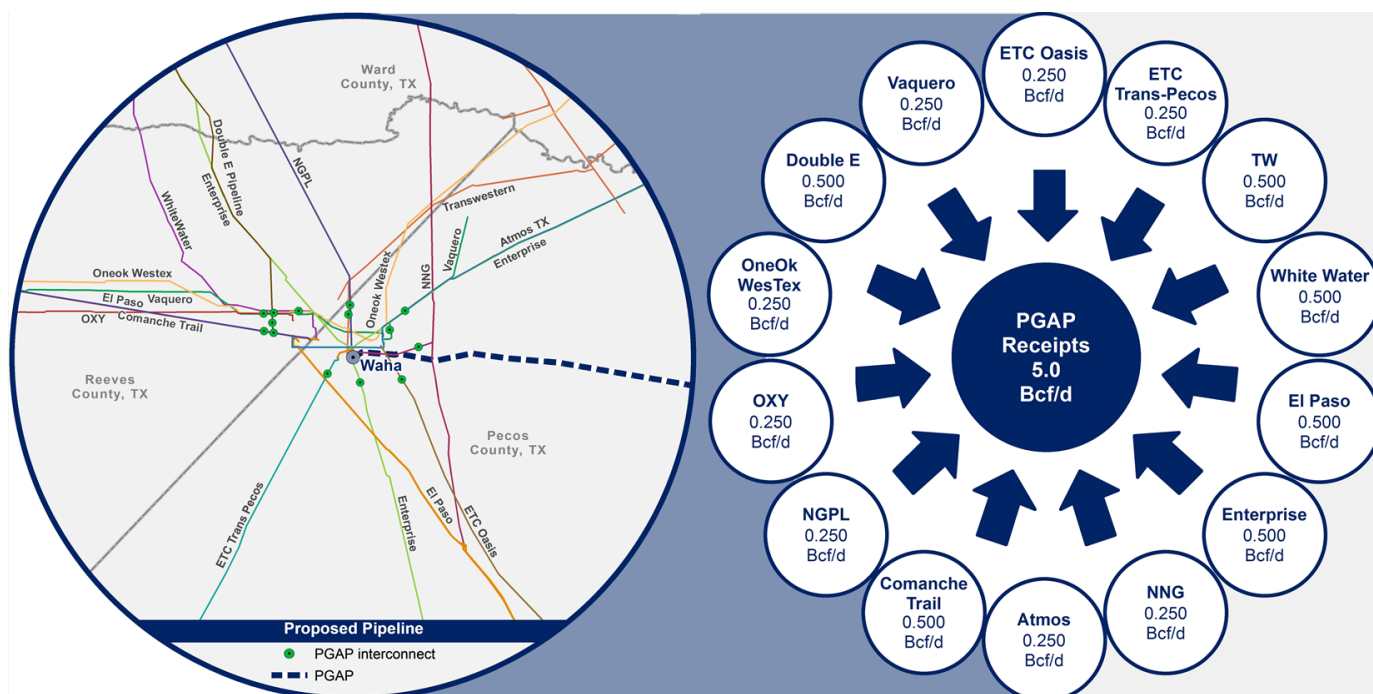 Ward
County, TX
Double E Pipeline
Enterprise
NGPL
WhiteWater
Transwestern
Atmos TX
Enterprise
Vaquero
NNG
Oneok Westex
Oneok Westex
Vaquero
El Paso
Comanche Trail
OXY
Waha
Reeves
County, TX
Pecos
County, TX
ETC Trans Pecos
Enterprise
El Paso
ETC Oasis
Proposed Pipeline
PGAP interconnect
PGAP
ETC Oasis
0.250
Bcf/d
ETC
Trans-Pecos
0.250
Bcf/d
TW
0.500
Bcf/d
White Water
0.500
Bcf/d
El Paso
0.500
Bcf/d
Enterprise
0.500
Bcf/d
NNG
0.250
Bcf/d
Atmos
0.250
Bcf/d
Comanche
Trail
0.500
Bcf/d
NGPL
0.250
Bcf/d
OXY
0.250
Bcf/d
OneOk
WesTex
0.250
Bcf/d
Double E
0.500
Bcf/d
Vaquero
0.250
Bcf/d
PGAP
Receipts
5.0
Bcf/d